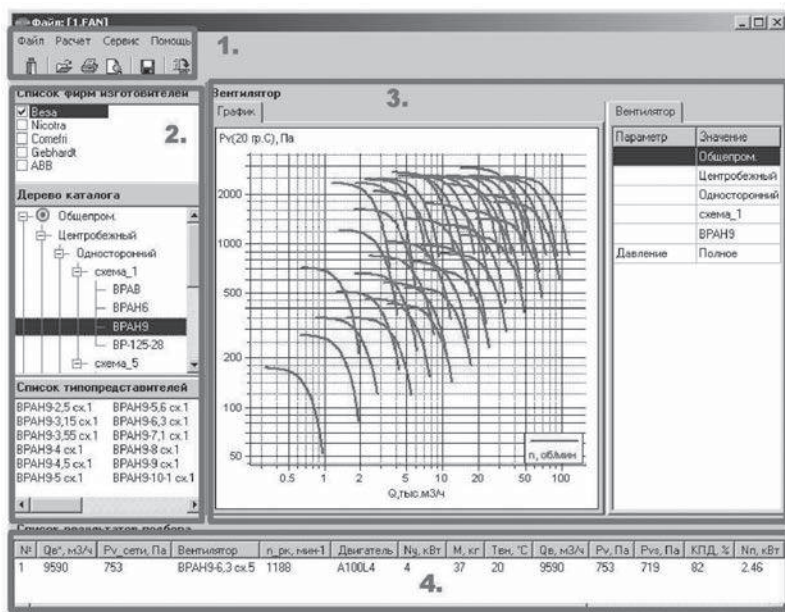 Файл: [1.FAN]
Файл Расчет Сервис Помощь
1.
Список фирм изготовителей
Веза
Nicotra
Comefri
Gebhardt
ABB
2.
Дерево каталога
Общепром.
Центробежный
Односторонний
схема_1
ВРАВ
ВРАН6
ВРАН9
ВР-125-28
схема_5
Список типопредставителей
ВРАН9-2,5 сх.1 ВРАН9-5,6 сх.1
ВРАН9-3,15 сх.1 ВРАН9-6,3 сх.1
ВРАН9-3,55 сх.1 ВРАН9-7,1 сх.1
ВРАН9-4 сх.1 ВРАН9-8 сх.1
ВРАН9-4,5 сх.1 ВРАН9-9 сх.1
ВРАН9-5 сх.1 ВРАН9-10-1 сх.1
Вентилятор
3.
График
Pv(20 гр.С), Па
2000
1000
500
200
100
50
0.5 1 2 5 10 20 50 100
Q,тыс.м3/ч
n, об/мин
Вентилятор
Параметр Значение
Общепром.
Центробежный
Односторонний
схема_1
ВРАН9
Давление Полное
Список результатов подбора
№ Qв*, м3/ч Pv_сети, Па Вентилятор n_рк, мин-1 Двигатель Ny, кВт М, кг Твн, °С Qв, м3/ч Pv, Па Pvs, Па КПД, % Nп, кВт
1 9590 753 ВРАН9-6,3 сх.5 1188 А100L4 4 37 20 9590 753 719 82 2.46
4.